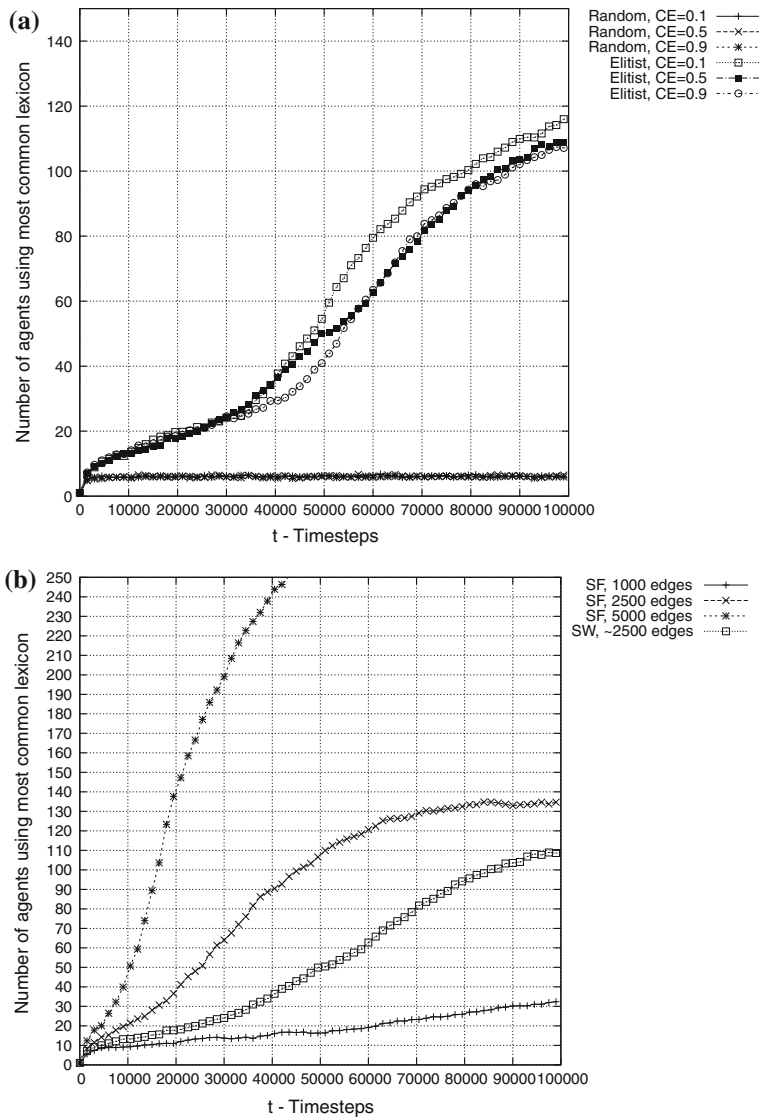 (a)
Number of agents using most common lexicon
140
120
100
80
60
40
20
0
0 10000 20000 30000 40000 50000 60000 70000 80000 90000 100000
t - Timesteps
Random, CE=0.1
Random, CE=0.5
Random, CE=0.9
Elitist, CE=0.1
Elitist, CE=0.5
Elitist, CE=0.9
(b)
Number of agents using most common lexicon
250
240
230
220
210
200
190
180
170
160
150
140
130
120
110
100
90
80
70
60
50
40
30
20
10
0
0 10000 20000 30000 40000 50000 60000 70000 80000 90000 100000
t - Timesteps
SF, 1000 edges
SF, 2500 edges
SF, 5000 edges
SW, ~2500 edges